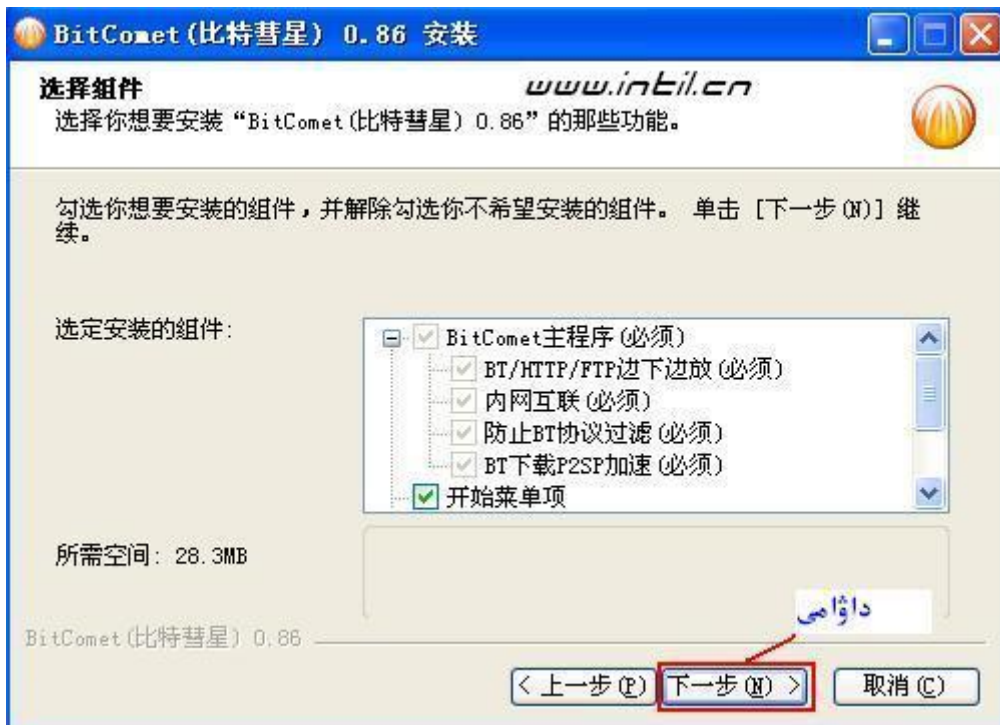 BitComet(比特彗星) 0.86 安装
选择组件
www.intil.cn
选择你想要安装“BitComet(比特彗星) 0.86”的那些功能。
勾选你想要安装的组件，并解除勾选你不希望安装的组件。 单击 [下一步(N)] 继
续。
选定安装的组件:
BitComet主程序(必须)
BT/HTTP/FTP边下边放(必须)
内网互联(必须)
防止BT协议过滤(必须)
BT下载P2SP加速(必须)
开始菜单项
所需空间: 28.3MB
داۋامى
BitComet(比特彗星) 0.86
< 上一步(P)
下一步(N) >
取消(C)